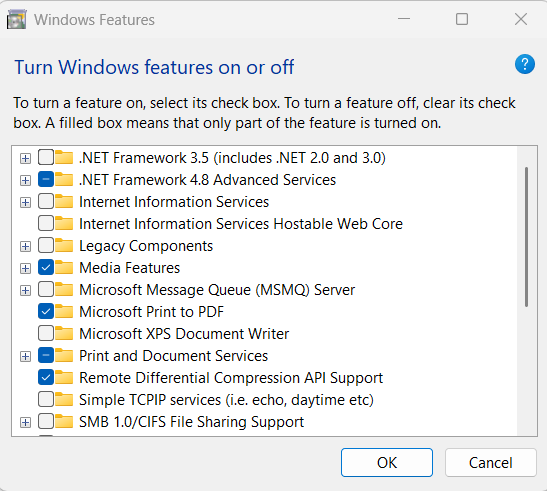 Windows Features
Turn Windows features on or off
?
To turn a feature on, select its check box. To turn a feature off, clear its check
box. A filled box means that only part of the feature is turned on.
.NET Framework 3.5 (includes .NET 2.0 and 3.0)
.NET Framework 4.8 Advanced Services
Internet Information Services
Internet Information Services Hostable Web Core
Legacy Components
Media Features
Microsoft Message Queue (MSMQ) Server
Microsoft Print to PDF
Microsoft XPS Document Writer
Print and Document Services
Remote Differential Compression API Support
Simple TCPIP services (i.e. echo, daytime etc)
SMB 1.0/CIFS File Sharing Support
OK Cancel